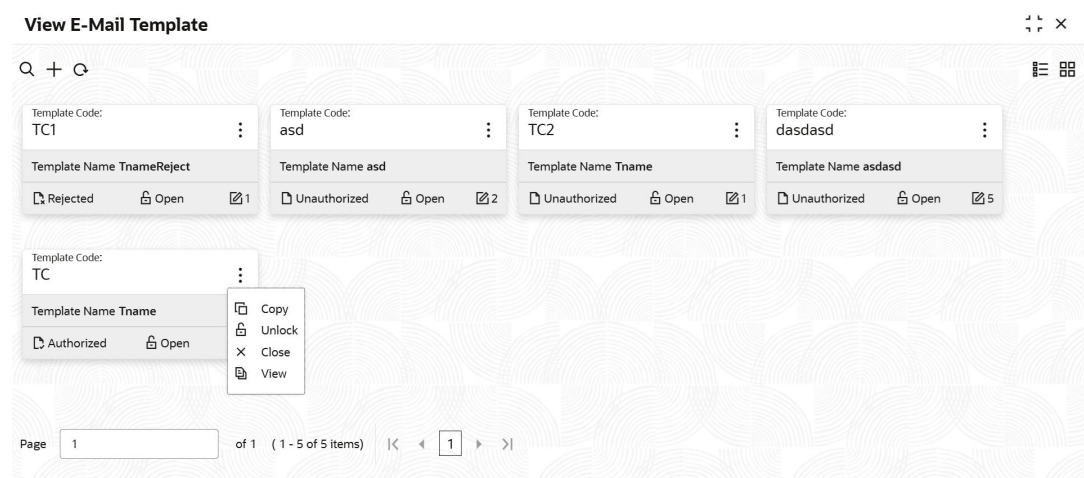 View E-Mail Template
Template Code:
TC1
Template Name TnameReject
Rejected Open 1
Template Code:
asd
Template Name asd
Unauthorized Open 2
Template Code:
TC2
Template Name Tname
Unauthorized Open 1
Template Code:
dasdasd
Template Name asdasd
Unauthorized Open 5
Template Code:
TC
Template Name Tname
Authorized Open
Copy
Unlock
Close
View
Page 1 of 1 ( 1 - 5 of 5 items) 1